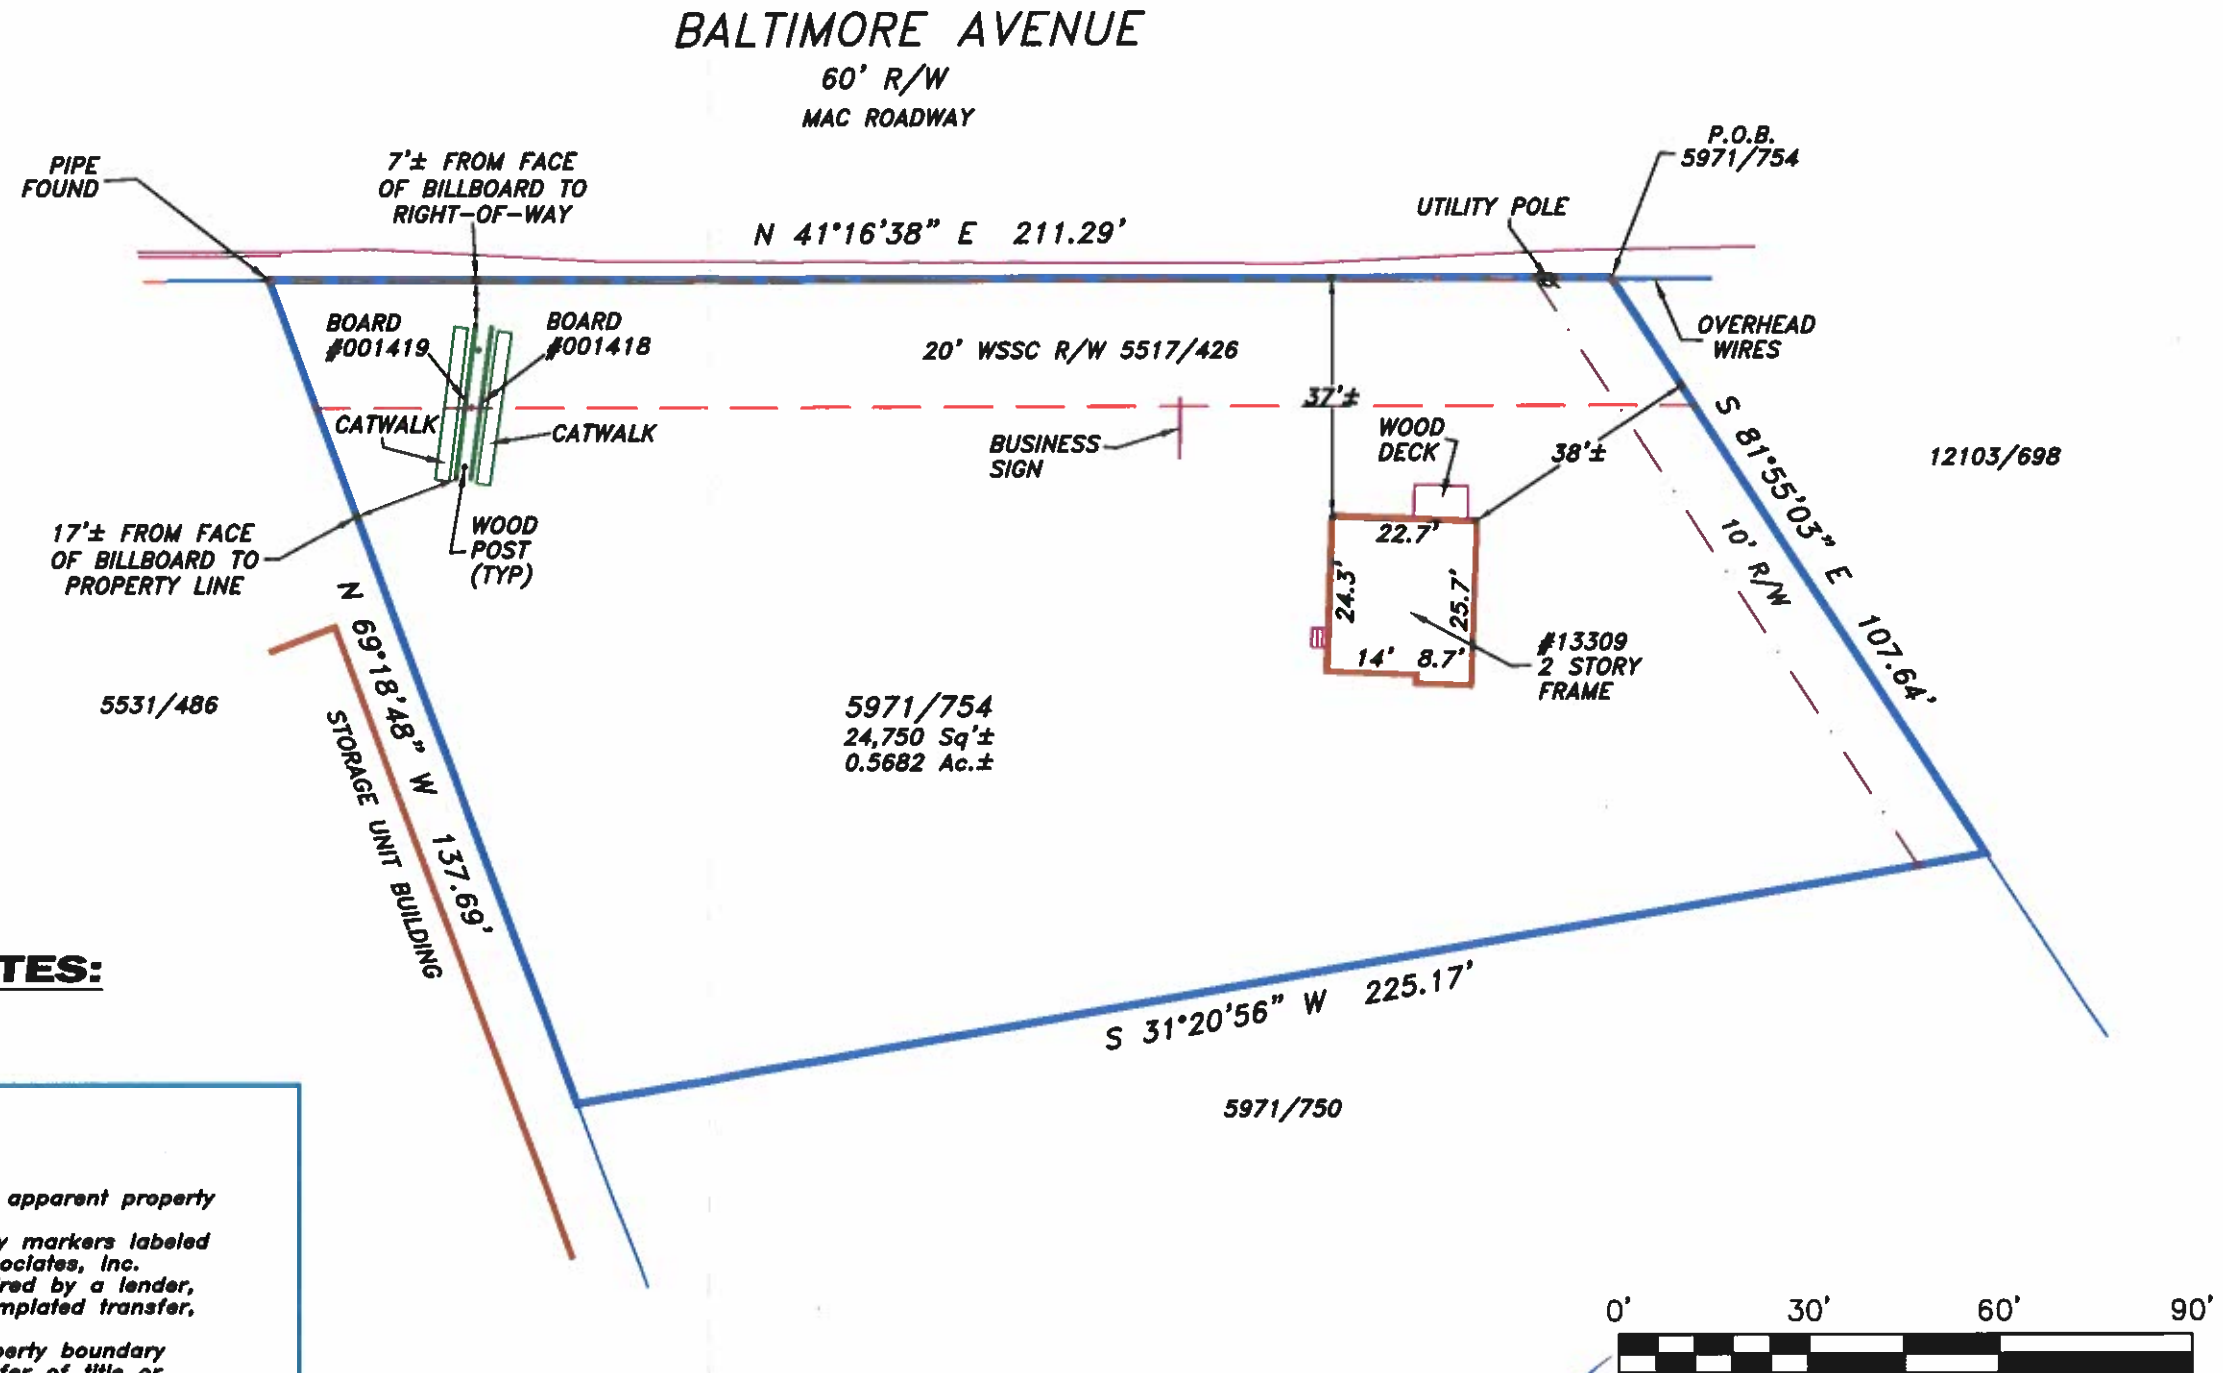 BALTIMORE AVENUE
60' R/W
MAC ROADWAY
PIPE
FOUND
7'± FROM FACE
OF BILLBOARD TO
RIGHT-OF-WAY
N 41°16'38" E 211.29'
UTILITY POLE
P.O.B.
5971/754
BOARD
#001419
BOARD
#001418
20' WSSC R/W 5517/426
OVERHEAD
WIRES
37'±
CATWALK
CATWALK
BUSINESS
SIGN
WOOD
DECK
38'±
S 81°55'03" E 107.64'
12103/698
17'± FROM FACE
OF BILLBOARD TO
PROPERTY LINE
WOOD
POST
(TYP)
22.7'
24.3'
25.7'
14'
8.7'
10' R/W
#13309
2 STORY
FRAME
N 69°18'48" W 137.69'
5531/486
STORAGE UNIT BUILDING
5971/754
24,750 Sq'±
0.5682 Ac.±
S 31°20'56" W 225.17'
5971/750
TES:
apparent property
y markers labeled
ociates, Inc.
red by a lender,
mplated transfer,
perty boundary
fer of title or
0' 30' 60' 90'